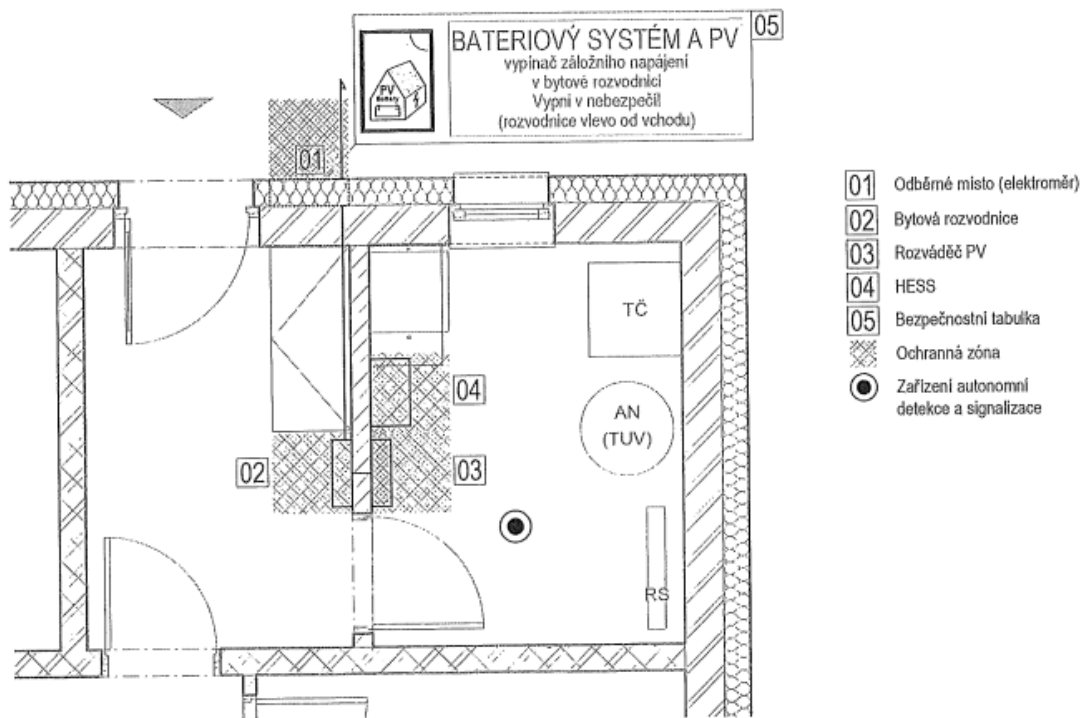 BATERIOVÝ SYSTÉM A PV
05
PV
Battery
vypínač záložního napájení
v bytové rozvodnici
Vypni v nebezpečí!
(rozvodnice vlevo od vchodu)
01
01 Odběrné místo (elektroměr)
02 Bytová rozvodnice
03 Rozváděč PV
04 HESS
05 Bezpečnostní tabulka
Ochranná zóna
Zařízení autonomní
detekce a signalizace
TČ
04
AN
(TUV)
02
03
RS